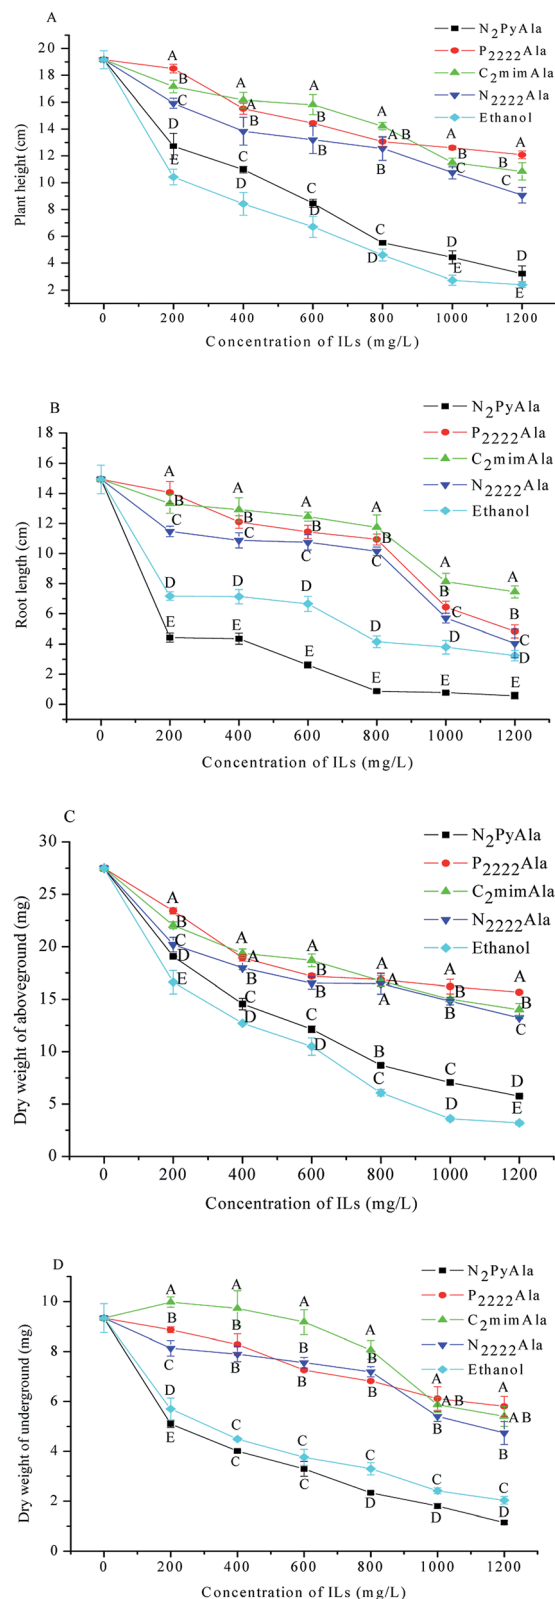 A
N2PyAla
P2222Ala
C2mimAla
N2222Ala
Ethanol
Plant height (cm)
20
18
16
14
12
10
8
6
4
2
A
B
C
D
E
A
A
B
C
D
A
B
B
C
D
A
A B
B
C
D
A
B
C
D
E
A
B
C
D
E
0 200 400 600 800 1000 1200
Concentration of ILs (mg/L)
B
N2PyAla
P2222Ala
C2mimAla
N2222Ala
Ethanol
Root length (cm)
18
16
14
12
10
8
6
4
2
0
A
B
C
D
E
A
B
C
D
E
A
B
C
D
E
A
B
C
D
E
A
B
C
D
E
A
B
C
D
E
0 200 400 600 800 1000 1200
Concentration of ILs (mg/L)
C
N2PyAla
P2222Ala
C2mimAla
N2222Ala
Ethanol
Dry weight of aboveground (mg)
30
25
20
15
10
5
0
A
B
C
D
E
A
A
B
C
D
A
B
B
C
D
A
A
A
B
C
A
B
B
C
D
A
B
C
D
E
0 200 400 600 800 1000 1200
Concentration of ILs (mg/L)
D
N2PyAla
P2222Ala
C2mimAla
N2222Ala
Ethanol
Dry weight of underground (mg)
10
8
6
4
2
0
A
B
C
D
E
A
B
B
C
C
A
B
B
C
C
A
B
B
C
D
A
A B
B
C
D
A
A B
B
C
D
0 200 400 600 800 1000 1200
Concentration of ILs (mg/L)